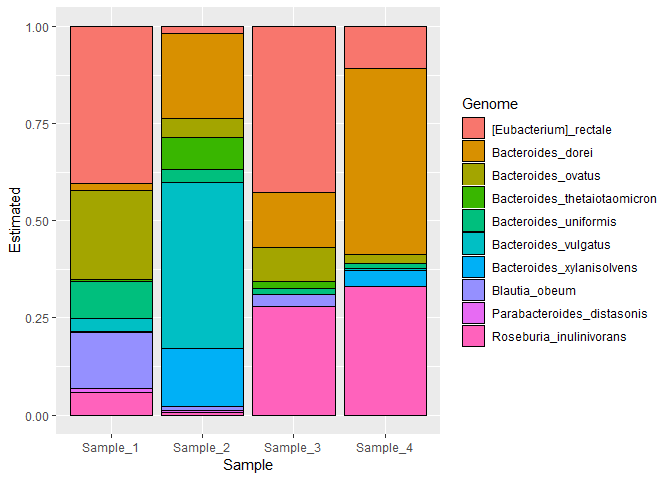 1.00
0.75
0.50
0.25
0.00
Estimated
Sample_1
Sample_2
Sample_3
Sample_4
Sample
Genome
[Eubacterium]_rectale
Bacteroides_dorei
Bacteroides_ovatus
Bacteroides_thetaiotaomicron
Bacteroides_uniformis
Bacteroides_vulgatus
Bacteroides_xylanisolvens
Blautia_obeum
Parabacteroides_distasonis
Roseburia_inulinivorans